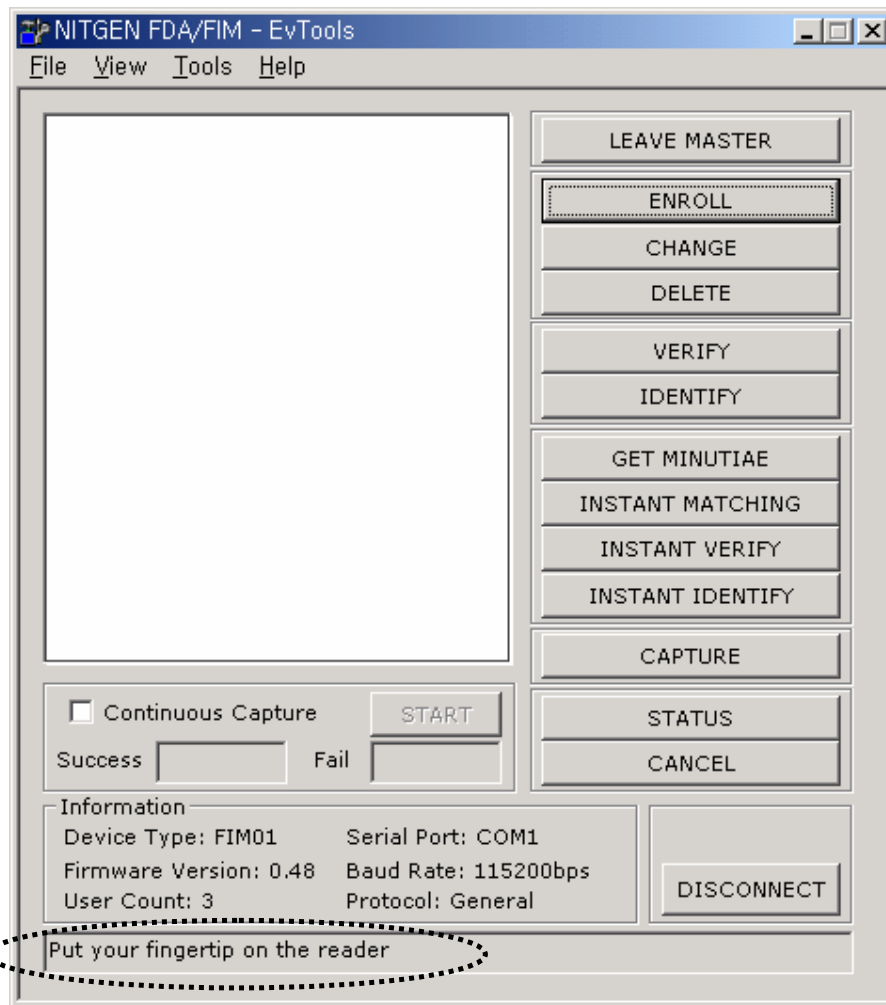 NITGEN FDA/FIM - EvTools
File View Tools Help
LEAVE MASTER
ENROLL
CHANGE
DELETE
VERIFY
IDENTIFY
GET MINUTIAE
INSTANT MATCHING
INSTANT VERIFY
INSTANT IDENTIFY
CAPTURE
Continuous Capture START
Success Fail
STATUS
CANCEL
Information
Device Type: FIM01 Serial Port: COM1
Firmware Version: 0.48 Baud Rate: 115200bps
User Count: 3 Protocol: General
DISCONNECT
Put your fingertip on the reader